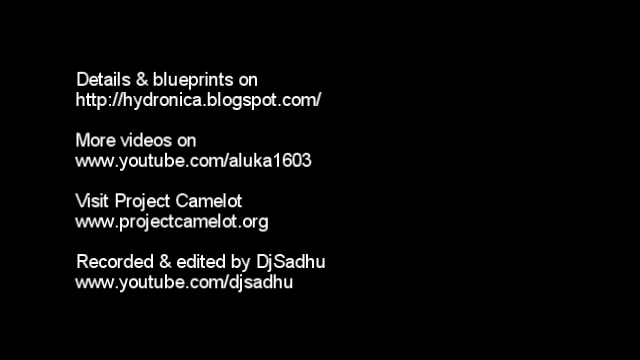 Details & blueprints on
http://hydronica.blogspot.com/
More videos on
www.youtube.com/aluka1603
Visit Project Camelot
www.projectcamelot.org
Recorded & edited by DjSadhu
www.youtube.com/djsadhu